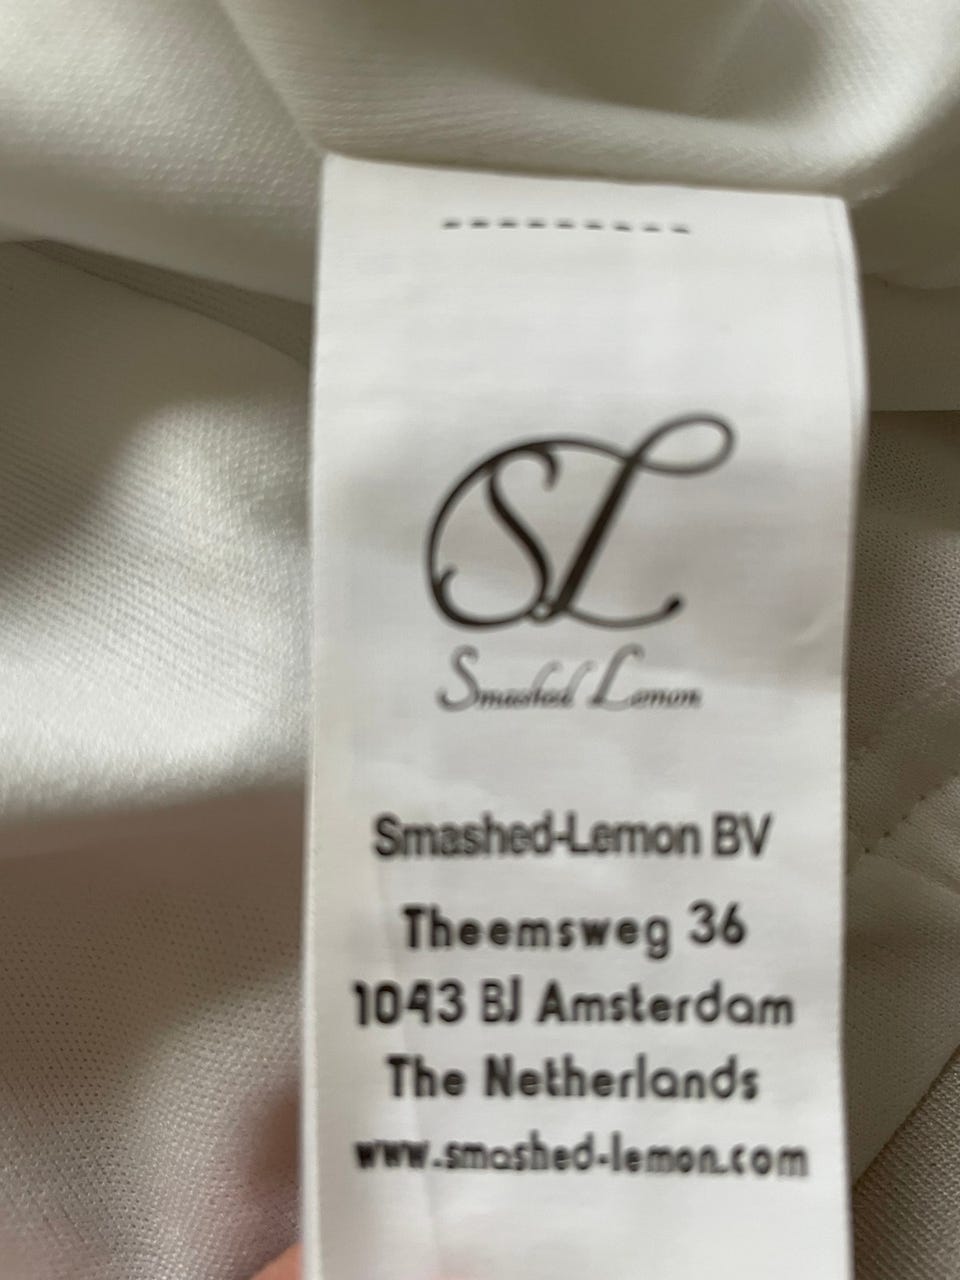 SL
Smashed Lemon
Smashed-Lemon BV
Theemsweg 36
1043 BJ Amsterdam
The Netherlands
www.smashed-lemon.com